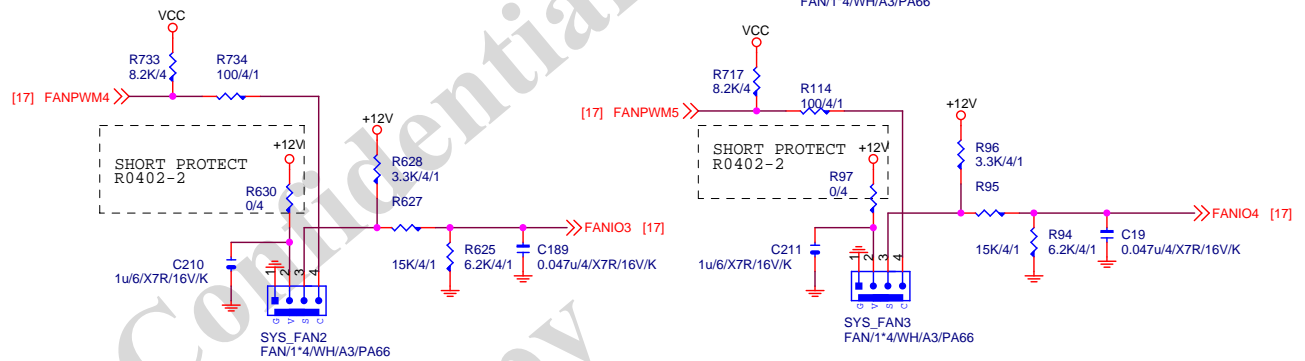 FAN/1*4/WH/A3/PA66
VCC
R733
8.2K/4
R734
100/4/1
[17] FANPWM4
SHORT PROTECT
R0402-2
+12V
R630
0/4
+12V
R628
3.3K/4/1
R627
FANIO3 [17]
15K/4/1
R625
6.2K/4/1
C189
0.047u/4/X7R/16V/K
C210
1u/6/X7R/16V/K
1
2
3
4
G
V
S
C
SYS_FAN2
FAN/1*4/WH/A3/PA66
VCC
R717
8.2K/4
R114
100/4/1
[17] FANPWM5
SHORT PROTECT
R0402-2
+12V
R97
0/4
+12V
R96
3.3K/4/1
R95
FANIO4 [17]
15K/4/1
R94
6.2K/4/1
C19
0.047u/4/X7R/16V/K
C211
1u/6/X7R/16V/K
1
2
3
4
G
V
S
C
SYS_FAN3
FAN/1*4/WH/A3/PA66
Confidential